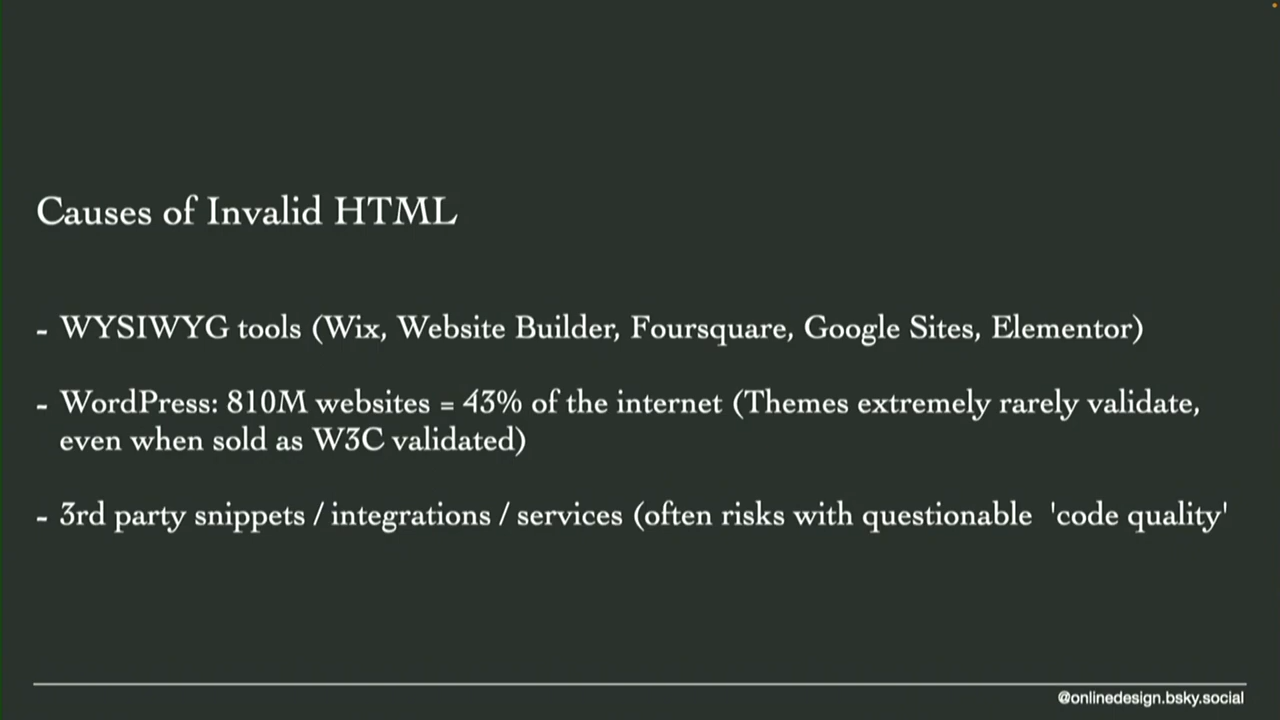 Causes of Invalid HTML
- WYSIWYG tools (Wix, Website Builder, Foursquare, Google Sites, Elementor)
- WordPress: 810M websites = 43% of the internet (Themes extremely rarely validate,
even when sold as W3C validated)
- 3rd party snippets / integrations / services (often risks with questionable  'code quality'
@onlinedesign.bsky.social